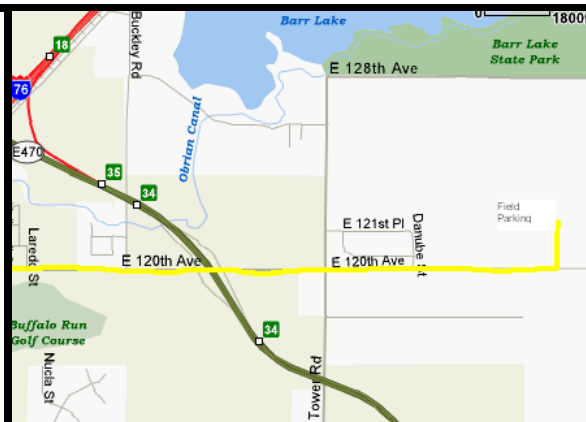 Barr Lake
1800
18
Buckley Rd
Barr Lake
State Park
E 128th Ave
76
Obrian Canal
E470
35
34
Field
Parking
E 121st Pl
Danube St
Laredo St
E 120th Ave
E 120th Ave
Buffalo Run
Golf Course
34
Nucla St
Tower Rd